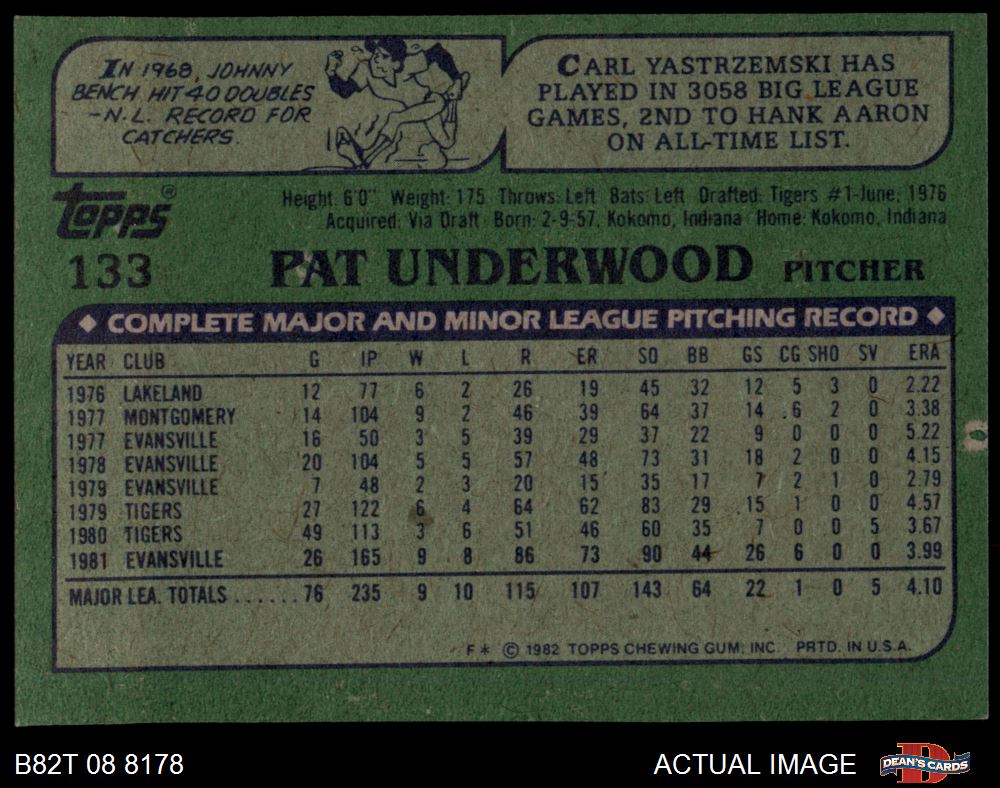 IN 1968, JOHNNY
BENCH HIT 40 DOUBLES
-N.L. RECORD FOR
CATCHERS.
CARL YASTRZEMSKI HAS
PLAYED IN 3058 BIG LEAGUE
GAMES, 2ND TO HANK AARON
ON ALL-TIME LIST.
Topps®
Height: 6'0" Weight: 175 Throws: Left Bats: Left Drafted: Tigers #1-June, 1976
Acquired: Via Draft Born: 2-9-57, Kokomo, Indiana Home: Kokomo, Indiana
133 PAT UNDERWOOD PITCHER
◆ COMPLETE MAJOR AND MINOR LEAGUE PITCHING RECORD ◆
YEAR CLUB G IP W L R ER SO BB GS CG SHO SV ERA
1976 LAKELAND 12 77 6 2 26 19 45 32 12 5 3 0 2.22
1977 MONTGOMERY 14 104 9 2 46 39 64 37 14 6 2 0 3.38
1977 EVANSVILLE 16 50 3 5 39 29 37 22 9 0 0 0 5.22
1978 EVANSVILLE 20 104 5 5 57 48 73 31 18 2 0 0 4.15
1979 EVANSVILLE 7 48 2 3 20 15 35 17 7 2 1 0 2.79
1979 TIGERS 27 122 6 4 64 62 83 29 15 1 0 0 4.57
1980 TIGERS 49 113 3 6 51 46 60 35 7 0 0 5 3.67
1981 EVANSVILLE 26 165 9 8 86 73 90 44 26 6 0 0 3.99
MAJOR LEA. TOTALS ...... 76 235 9 10 115 107 143 64 22 1 0 5 4.10
F* © 1982 TOPPS CHEWING GUM, INC. PRTD. IN U.S.A.
B82T 08 8178
ACTUAL IMAGE
DEAN'S CARDS